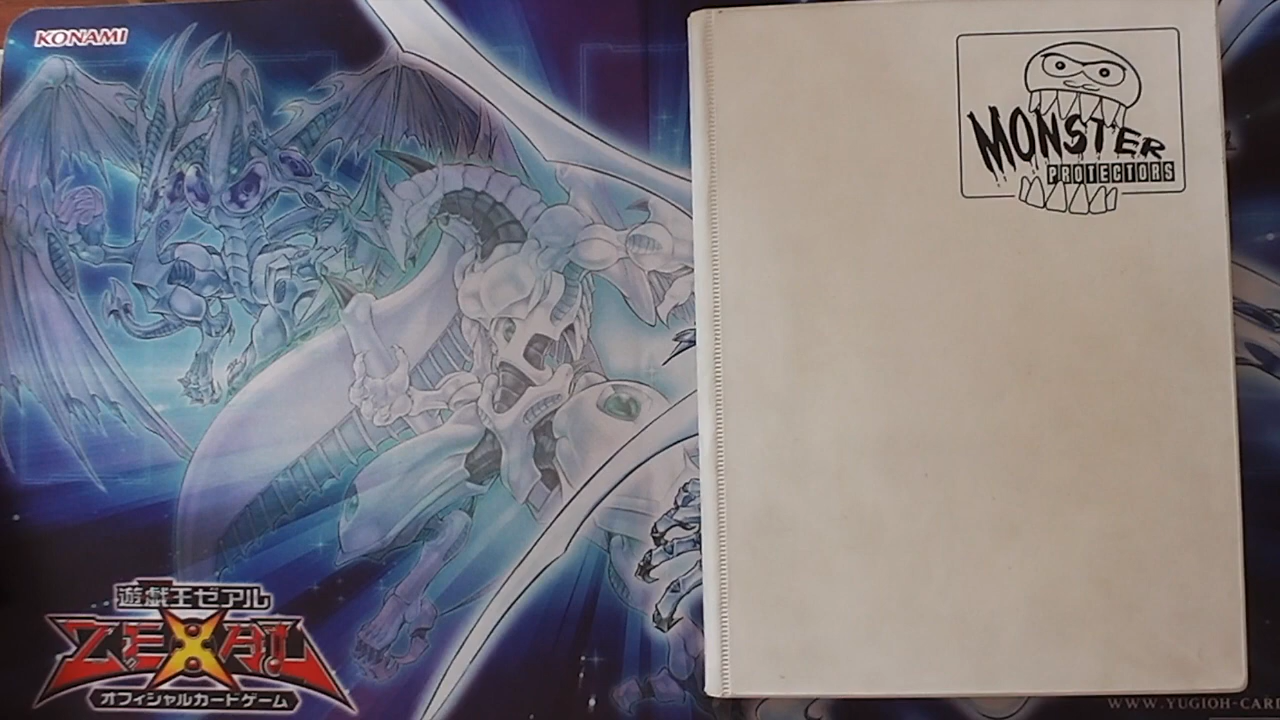 KONAMI
MONSTER
PROTECTORS
遊戯王ゼアル
ZEXAL
オフィシャルカードゲーム
WWW.YUGIOH-CAR